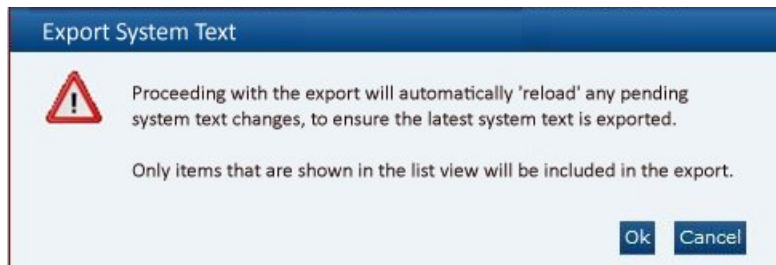 Export System Text
Proceeding with the export will automatically 'reload' any pending
system text changes, to ensure the latest system text is exported.
Only items that are shown in the list view will be included in the export.
Ok Cancel